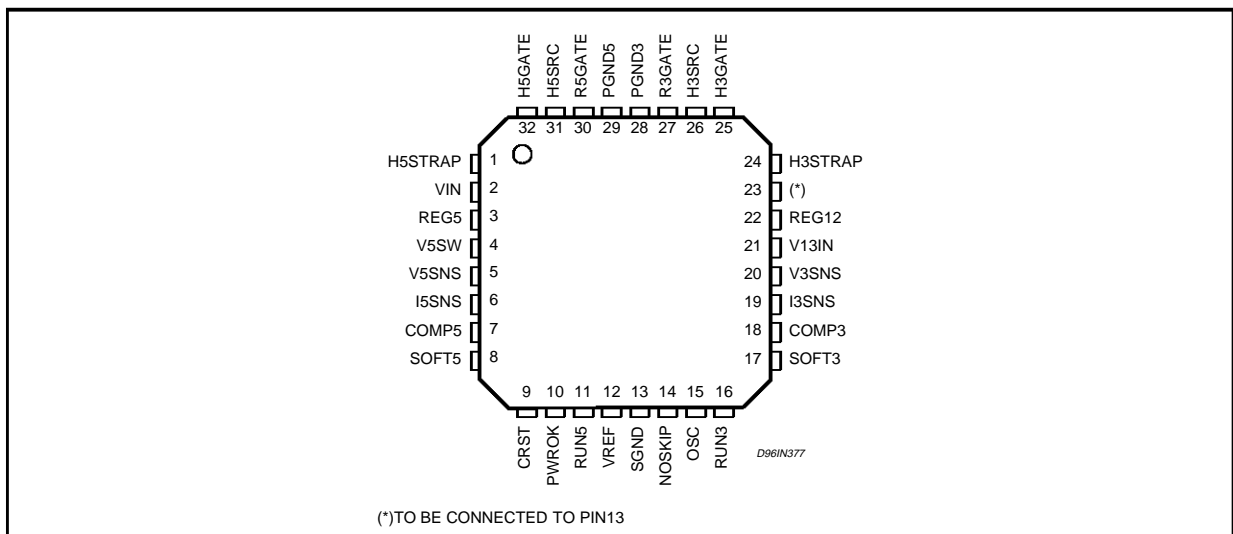 H5GATE H5SRC R5GATE PGND5 PGND3 R3GATE H3SRC H3GATE
32 31 30 29 28 27 26 25
H5STRAP 1 24 H3STRAP
VIN 2 23 (*)
REG5 3 22 REG12
V5SW 4 21 V13IN
V5SNS 5 20 V3SNS
I5SNS 6 19 I3SNS
COMP5 7 18 COMP3
SOFT5 8 17 SOFT3
9 10 11 12 13 14 15 16
CRST PWROK RUN5 VREF SGND NOSKIP OSC RUN3
D96IN377
(*)TO BE CONNECTED TO PIN13